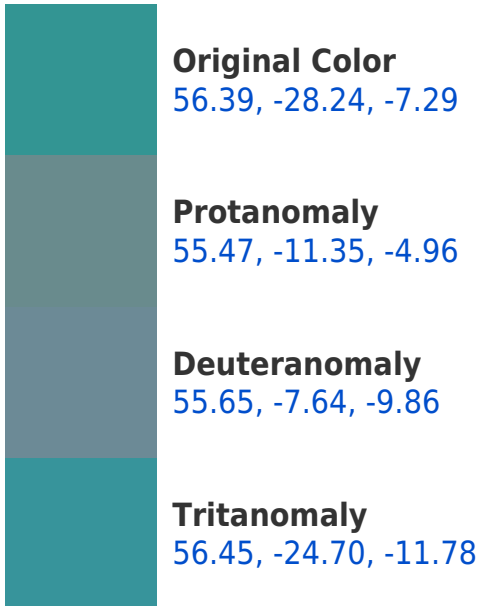 Original Color
56.39, -28.24, -7.29
Protanomaly
55.47, -11.35, -4.96
Deuteranomaly
55.65, -7.64, -9.86
Tritanomaly
56.45, -24.70, -11.78